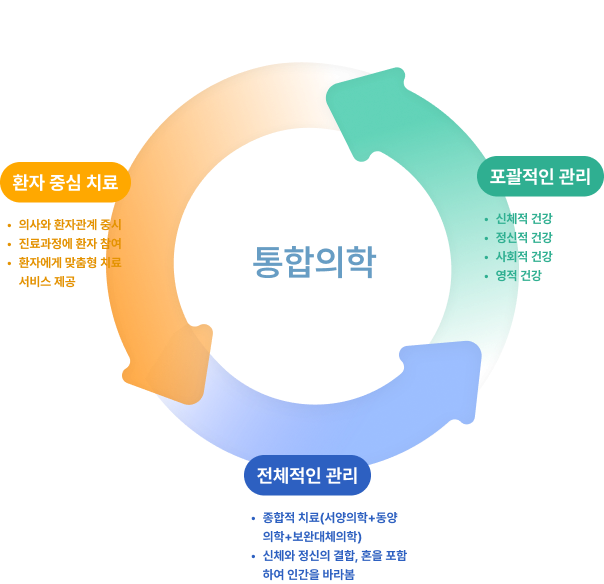 환자 중심 치료
• 의사와 환자관계 중시
• 진료과정에 환자 참여
• 환자에게 맞춤형 치료
서비스 제공
포괄적인 관리
• 신체적 건강
• 정신적 건강
• 사회적 건강
• 영적 건강
통합의학
전체적인 관리
• 종합적 치료(서양의학+동양
의학+보완대체의학)
• 신체와 정신의 결합, 혼을 포함
하여 인간을 바라봄